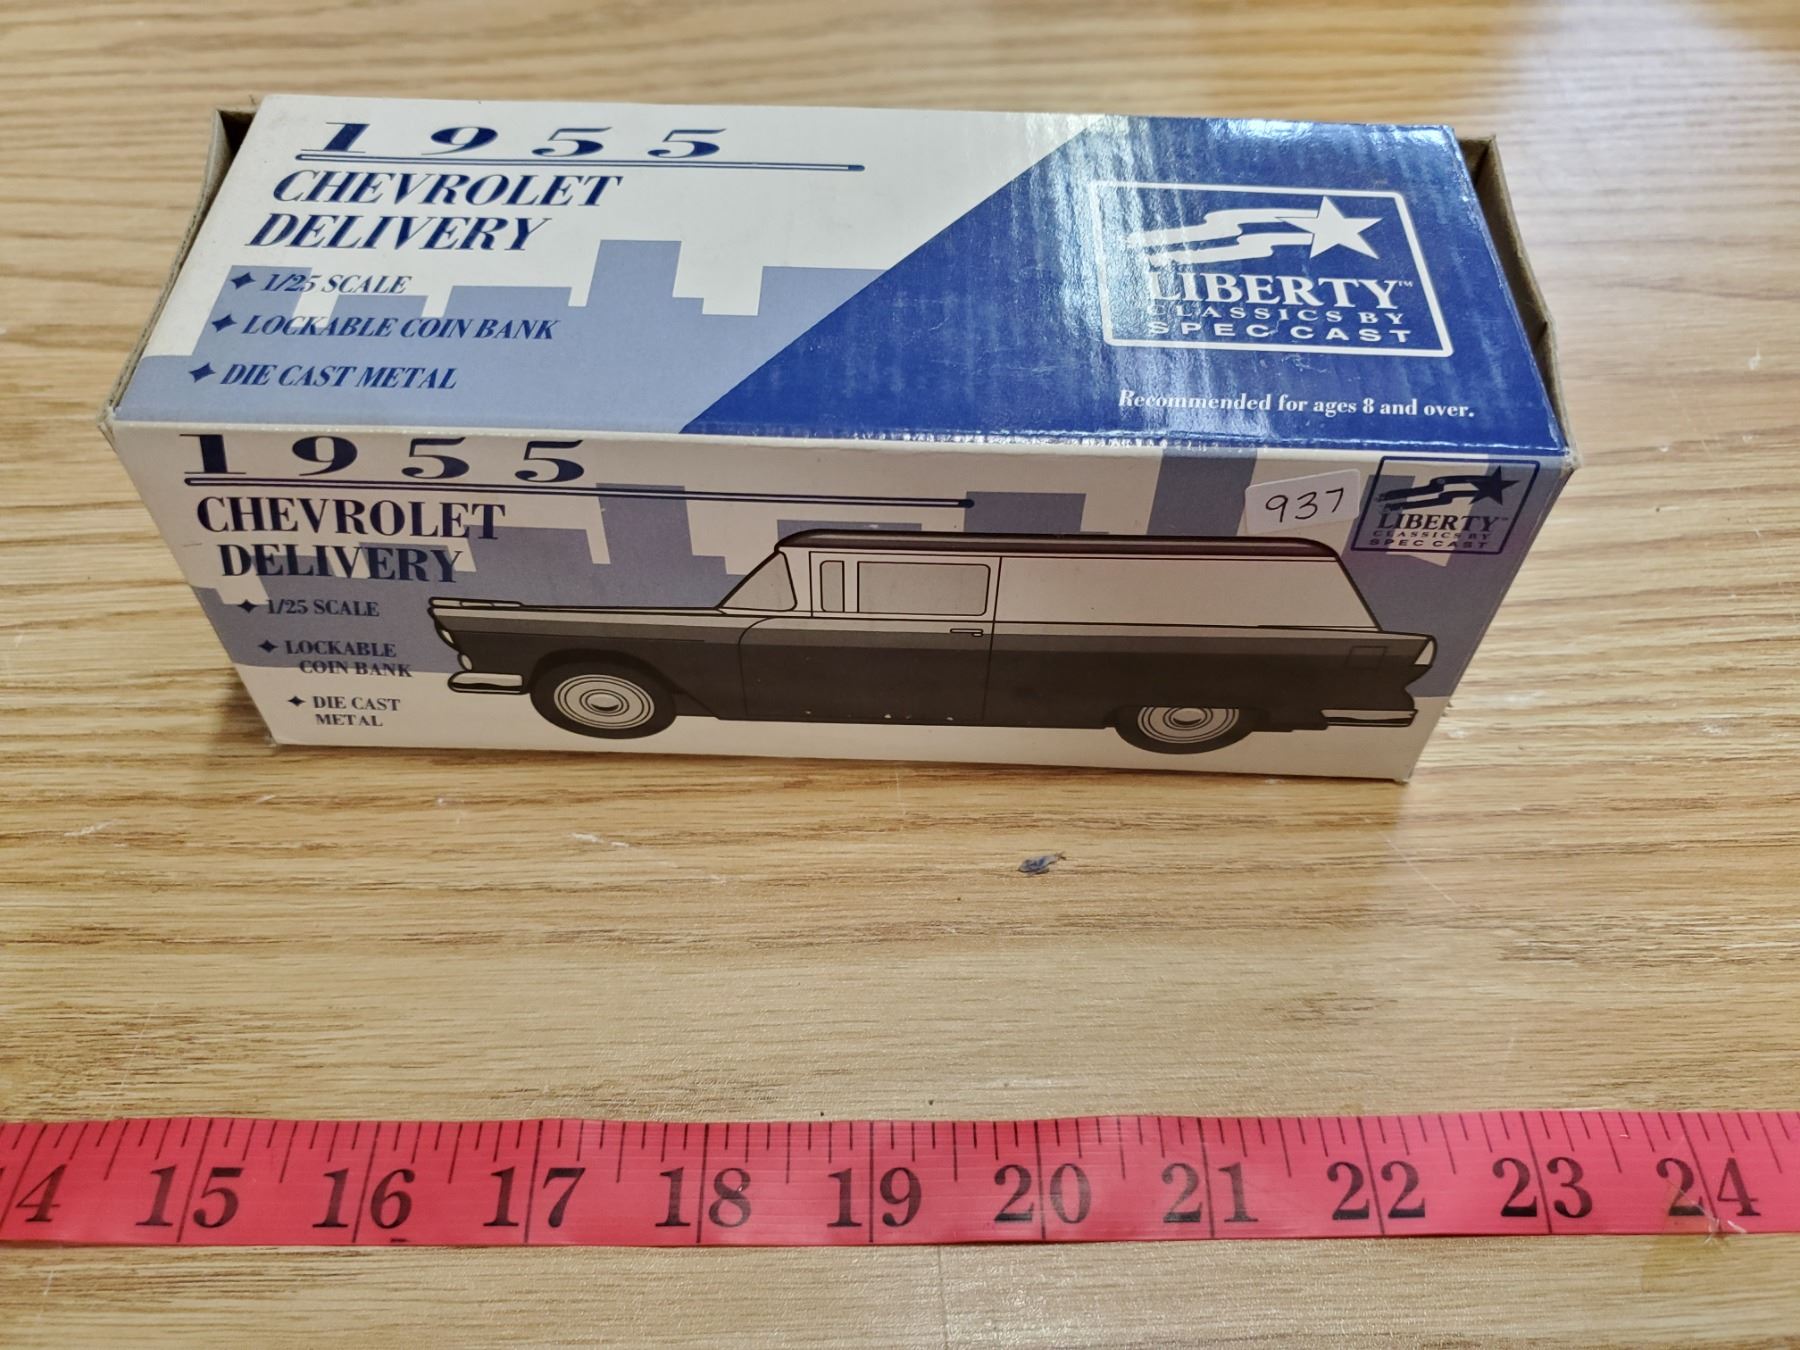 1955
CHEVROLET
DELIVERY
✦ 1/25 SCALE
✦ LOCKABLE COIN BANK
✦ DIE CAST METAL
LIBERTY™
CLASSICS BY
SPEC CAST
Recommended for ages 8 and over.
1955
CHEVROLET
DELIVERY
✦ 1/25 SCALE
✦ LOCKABLE
COIN BANK
✦ DIE CAST
METAL
937
LIBERTY™
CLASSICS BY
SPEC CAST
4 15 16 17 18 19 20 21 22 23 24